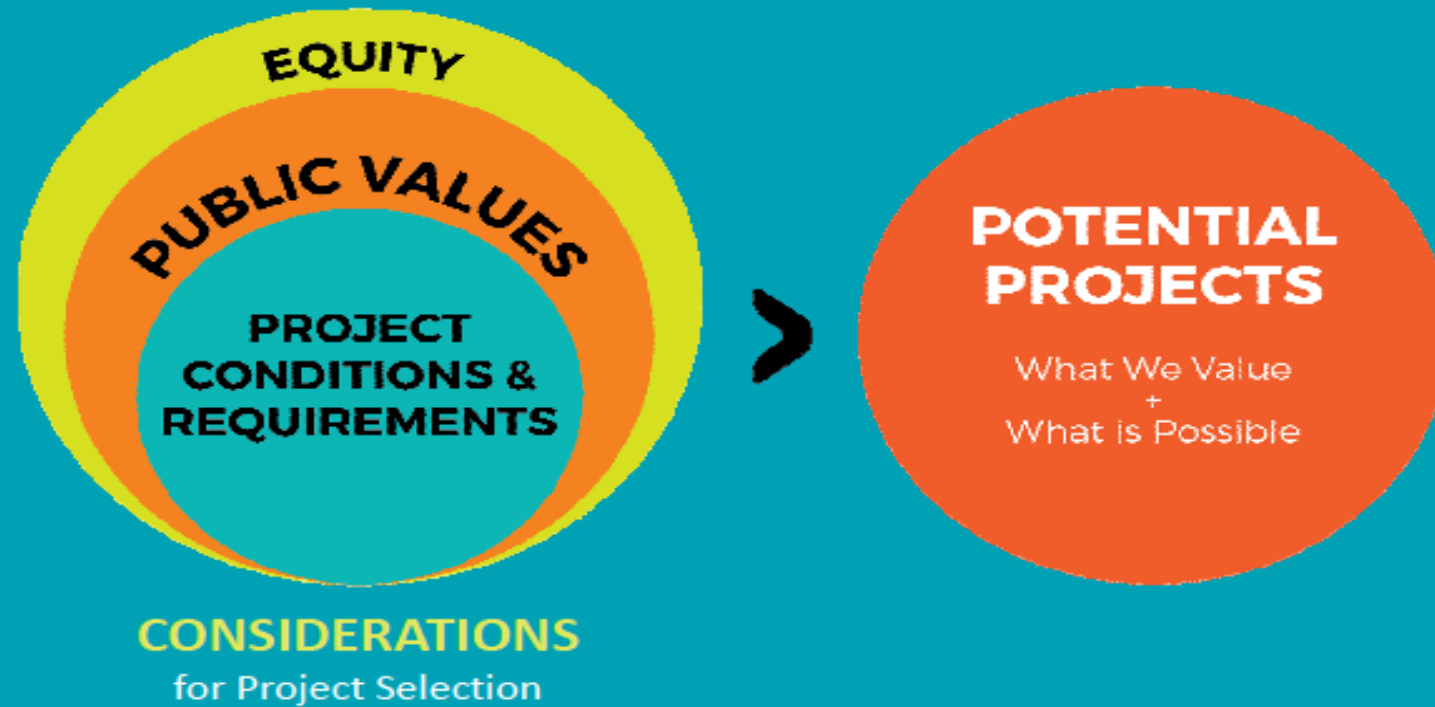 EQUITY
PUBLIC VALUES
PROJECT
CONDITIONS &
REQUIREMENTS
>
POTENTIAL
PROJECTS
What We Value
+
What is Possible
CONSIDERATIONS
for Project Selection